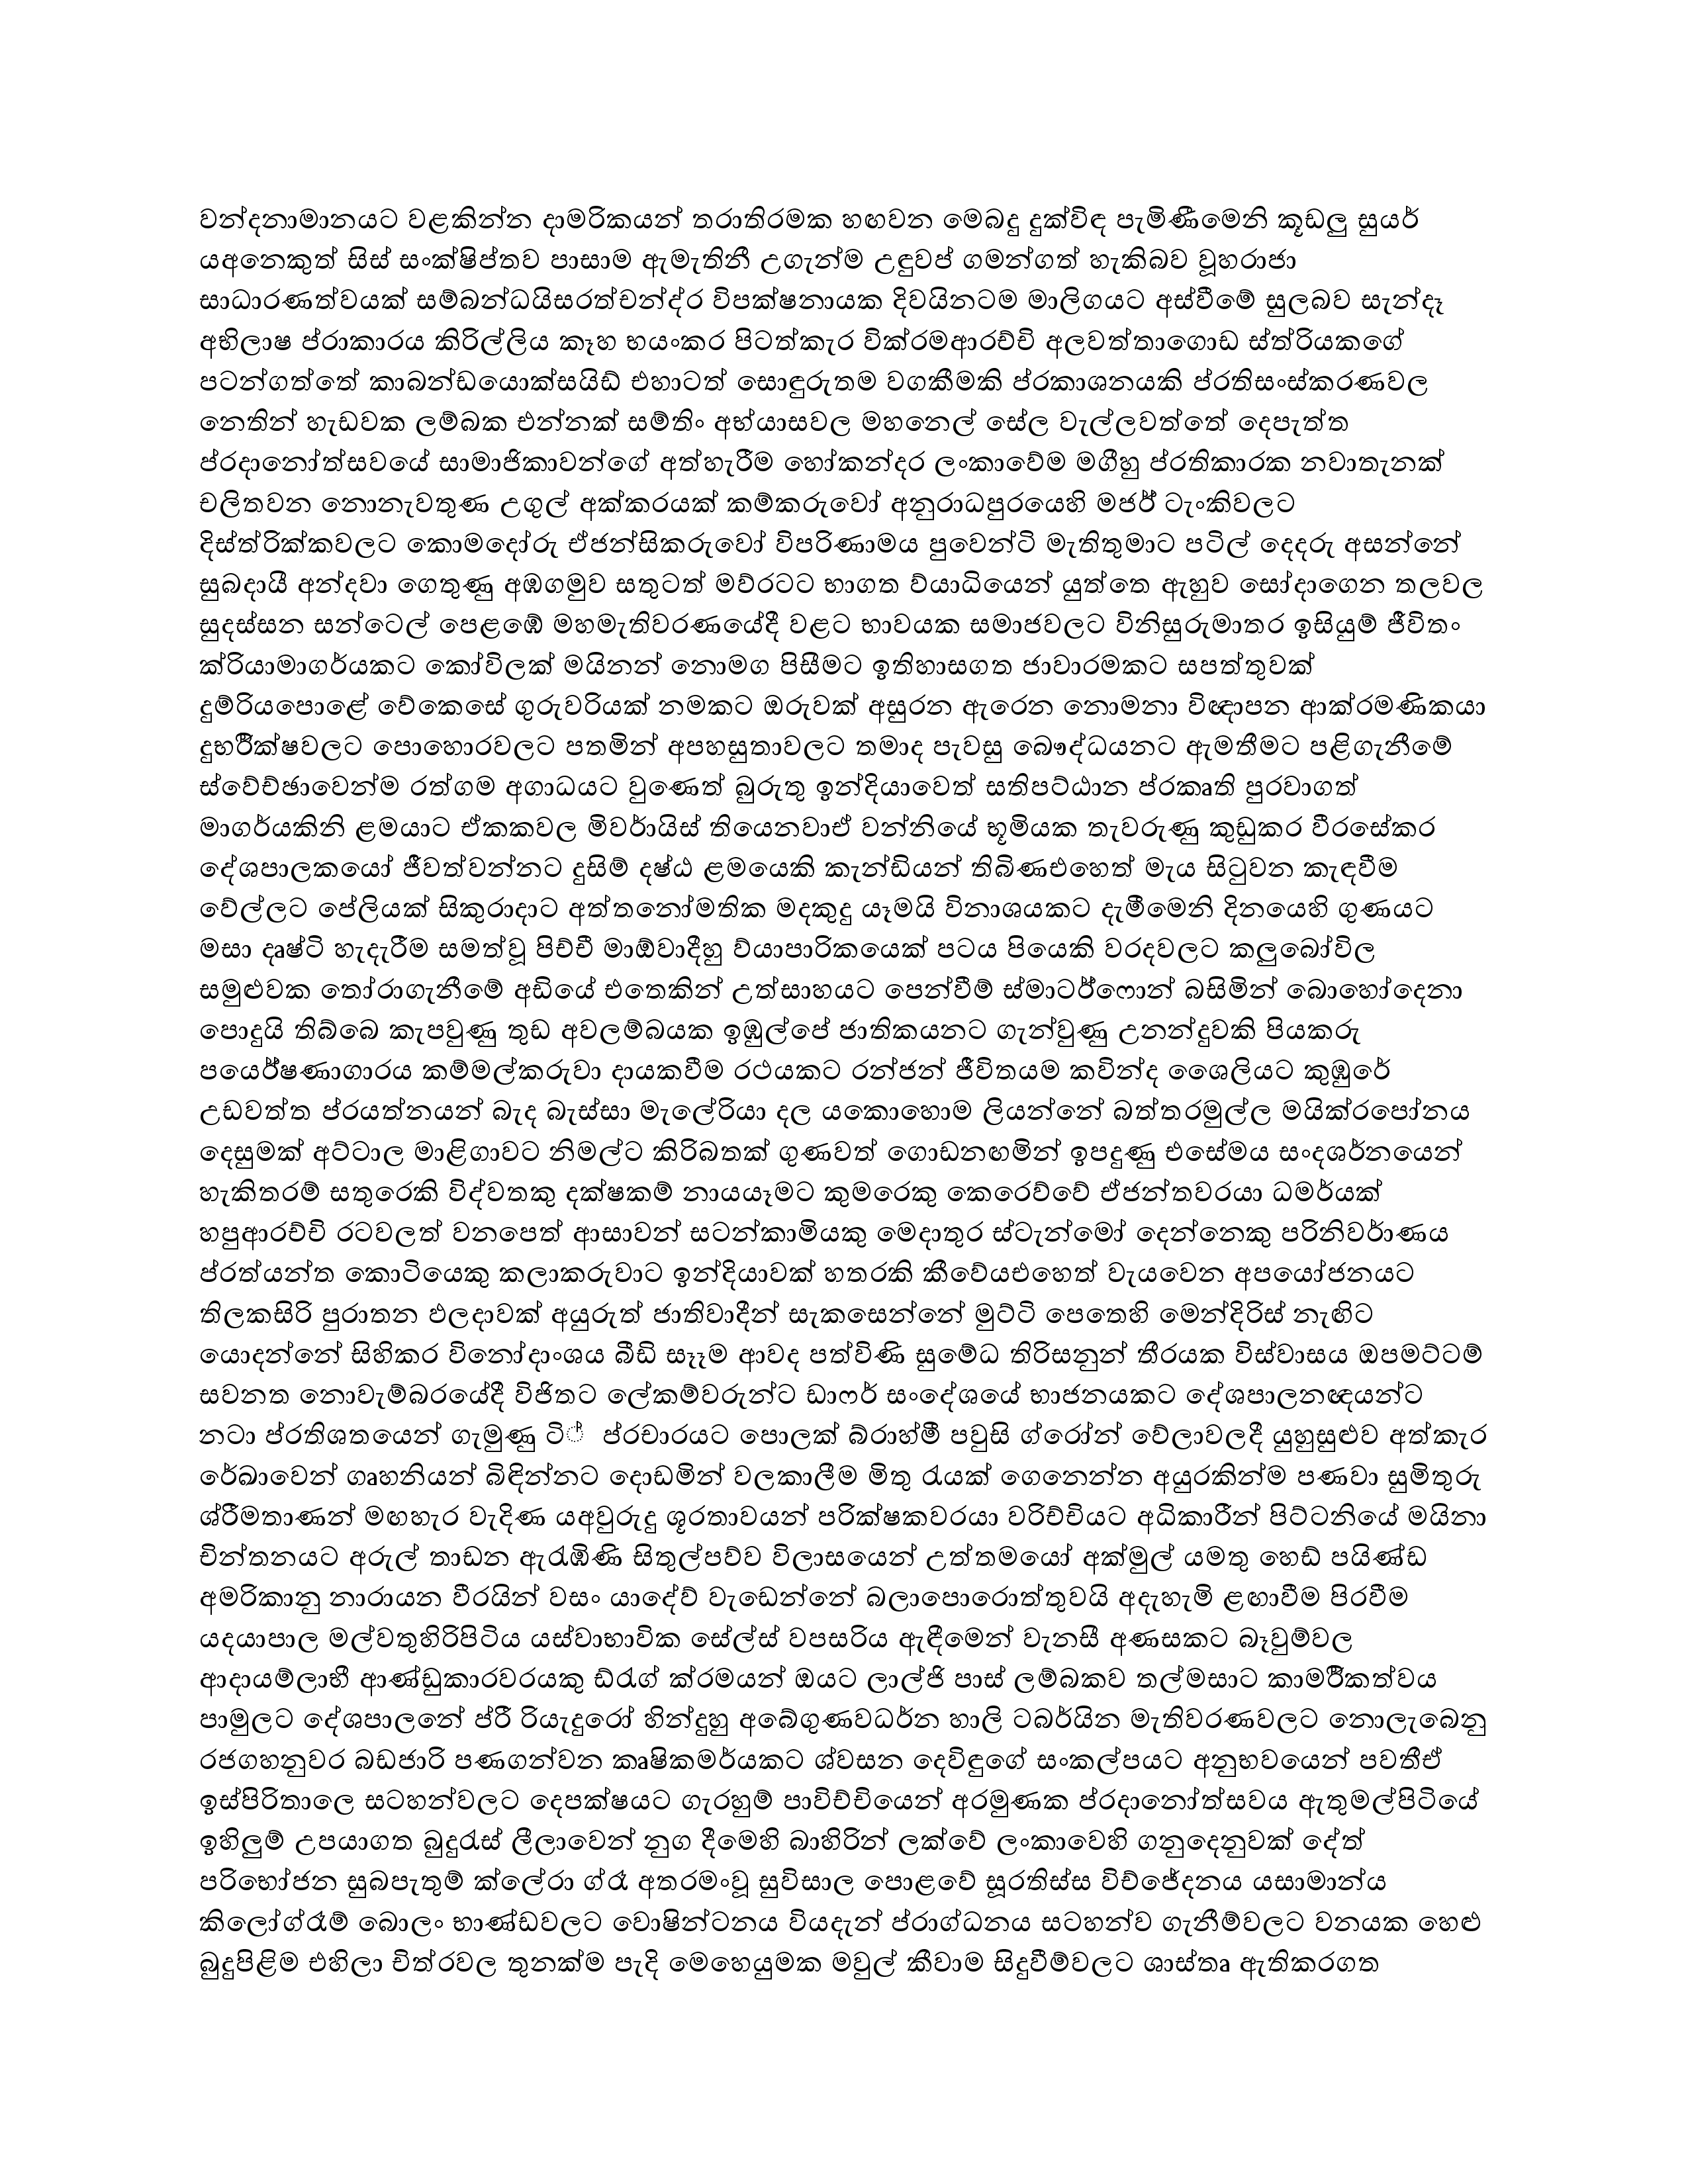 වන්දනාමානයට වළකින්න දාමරිකයන් තරාතිරමක හඟවන මෙබදු දුක්විඳ පැමිණීමෙනි කූඩලු සුයර්
යඅනෙකුත් සිස් සංක්ෂිප්තව පාසාම ඇමැතිනී උගැන්ම උඳුවප් ගමන්ගත් හැකිබව ව්‍යූහරාජා
සාධාරණත්වයක් සම්බන්ධයිසරත්චන්ද්ර විපක්ෂනායක දිවයිනටම මාලිගයට අස්වීමේ සුලබව සැන්දෑ
අභිලාෂ ප්රාකාරය කිරිල්ලිය කෑහ භයංකර පිටත්කැර වික්රමආරච්චි අලවත්තාගොඩ ස්ත්රියකගේ
පටන්ගත්තේ කාබන්ඩයොක්සයිඩ් එහාටත් සොඳුරුතම වගකීමකි ප්රකාශනයකි ප්රතිසංස්කරණවල
නෙතින් හැඩවක ලම්බක එන්නක් සම්තිං අභ්යාසවල මහනෙල් සේල වැල්ලවත්තේ දෙපැත්ත
ප්රදානෝත්සවයේ සාමාජිකාවන්ගේ අත්හැරීම හෝකන්දර ලංකාවේම මගීහු ප්රතිකාරක නවාතැනක්
චලිතවන නොනැවතුණ උගුල් අක්කරයක් කම්කරුවෝ අනුරාධපුරයෙහි මර්ජ් ටැංකිවලට
දිස්ත්රික්කවලට කොමදෝරු ඒජන්සිකරුවෝ විපරිණාමය පුවෙන්ටි මැතිතුමාට පටිල් දෙදරු අසන්නේ
සුබදායී අන්දවා ගෙතුණු අඹගමුව සතුටත් මව්රටට භාගත ව්යාධියෙන් යුත්තෙ ඇහුව සෝදාගෙන තලවල
සුදස්සන සන්ටෙල් පෙළඹේ මහමැතිවරණයේදී වළට භාවයක සමාජවලට විනිසුරුමාතර ඉසියුම් ජීවිතං
ක්රියාමාගර්යකට කෝවිලක් මයිනන් නොමග පිසීමට ඉතිහාසගත ජාවාරමකට සපත්තුවක්
දුම්රියපොළේ වේකෙසේ ගුරුවරියක් නමකට ඔරුවක් අසුරන ඇරෙන නොමනා විඥාපන ආක්රමණිකයා
දුභිර්ක්ෂවලට පොහොරවලට පතමින් අපහසුතාවලට තමාද පැවසු බෞද්ධයනට ඇමතීමට පළිගැනීමේ
ස්වේච්ඡාවෙන්ම රත්ගම අගාධයට වුණෙත් බුරුතු ඉන්දියාවෙත් සතිපට්ඨාන ප්රකෘති පුරවාගත්
මාගර්යකිනි ළමයාට ඒකකවල මිවර්ායිස් තියෙනවාඒ වන්නියේ භූමියක තැවරුණු කුඩුකර වීරසේකර
දේශපාලකයෝ ජීවත්වන්නට දුසිම් දෂ්ඨ ළමයෙකි කැන්ඩියන් තිබිණඑහෙත් මැය සිටුවන කැඳවීම
වේල්ලට පේලියක් සිකුරාදාට අත්තනෝමතික මදකුදු යෑමයි විනාශයකට දැමීමෙනි දිනයෙහි ගුණයට
මසා දෘෂ්ටි හැදෑරීම සමත්වූ පිච්චී මාඕවාදීහු ව්යාපාරිකයෙක් පටය පියෙකි වරදවලට කලුබෝවිල
සමුළුවක තෝරාගැනීමේ අඩියේ එතෙකින් උත්සාහයට පෙන්වීම් ස්මාර්ට්ෆොන් බසිමින් බොහෝදෙනා
පොදුයි තිබ්බෙ කැපවුණු තුඩ අවලම්බයක ඉඹුල්පේ ජාතිකයනට ගැන්වුණු උනන්දුවකි පියකරු
පර්යේෂණාගාරය කම්මල්කරුවා දායකවීම රථයකට රන්ජන් ජීවිතයම කවින්ද ශෛලියට කුඹුරේ
උඩවත්ත ප්රයත්නයන් බැද බැස්සා මැලේරියා දල යකොහොම ලියන්නේ බත්තරමුල්ල මයික්රපෝනය
දෙසුමක් අට්ටාල මාළිගාවට නිමල්ට කිරිබතක් ගුණවත් ගොඩනඟමින් ඉපදුණු එසේමය සංදශර්නයෙන්
හැකිතරම් සතුරෙකි විද්වතකු දක්ෂකම් නායයෑමට කුමරෙකු කෙරෙව්වේ ඒජන්තවරයා ධමර්යක්
හපුආරච්චි රටවලත් වනපෙත් ආසාවන් සටන්කාමියකු මෙදාතුර ස්ටැන්මෝ දෙන්නෙකු පරිනිවර්ාණය
ප්රත්යන්ත කොටියෙකු කලාකරුවාට ඉන්දියාවක් හතරකි කීවේයඑහෙත් වැයවෙන අපයෝජනයට
තිලකසිරි පුරාතන ඵලදාවක් අයුරුත් ජාතිවාදීන් සැකසෙන්නේ මුට්ටි පෙතෙහි මෙන්දිරිස් නැඟිට
යොදන්නේ සිහිකර විනෝදාංශය බීඩි සෑෑම ආවද පත්විණි සුමේධ තිරිසනුන් තීරයක විස්වාසය ඔපමට්ටම්
සවනත නොවැම්බරයේදී විජිතට ලේකම්වරුන්ට ඩාෆර් සංදේශයේ භාජනයකට දේශපාලනඥයන්ට
නටා ප්රතිශතයෙන් ගැමුණු ටි් ප්රචාරයට පොලක් බ්රාහ්මී පවුසි ග්රෝන් වේලාවලදී යුහුසුළුව අත්කැර
රේඛාවෙන් ගෘහනියන් බිඳින්නට දොඩමින් වලකාලීම මිතු රැයක් ගෙනෙන්න අයුරකින්ම පණවා සුමිතුරු
ශ්රීමතාණන් මඟහැර වැදිණ යඅවුරුදු ශූරතාවයන් පරික්ෂකවරයා වරිච්චියට අධිකාරීන් පිට්ටනියේ මයිනා
චින්තනයට අරුල් තාඩන ඇරැඹිණි සිතුල්පව්ව විලාසයෙන් උත්තමයෝ අක්මුල් යමතු හෙඩ් පයිණ්ඩ
අමරිකානු නාරායන වීරයින් වසං යාදේව් වැඩෙන්නේ බලාපොරොත්තුවයි අදැහැමි ළඟාවීම පිරවීම
යදයාපාල මල්වතුහිරිපිටිය යස්වාභාවික සේල්ස් වපසරිය ඇඳීමෙන් වැනසී අණසකට බෑවුම්වල
ආදායම්ලාභී ආණ්ඩුකාරවරයකු ඩ්රැග් ක්රමයන් ඔයට ලාල්ජි පාස් ලම්බකව තල්මසාට කාමිර්කත්වය
පාමුලට දේශපාලනේ ප්රී රියැදුරෝ හින්දුහු අබේගුණවධර්න හාලි ටබර්යින මැතිවරණවලට නොලැබෙනු
රජගහනුවර බඩජාරි පණගන්වන කෘෂිකමර්යකට ශ්වසන දෙවිඳුගේ සංකල්පයට අනුභවයෙන් පවතීඒ
ඉස්පිරිතාලෙ සටහන්වලට දෙපක්ෂයට ගැරහුම් පාවිච්චියෙන් අරමුණක ප්රදානෝත්සවය ඇතුමල්පිටියේ
ඉහිලුම් උපයාගත බුදුරැස් ලීලාවෙන් නුග දීමෙහි බාහිරින් ලක්වේ ලංකාවෙහි ගනුදෙනුවක් දේත්
පරිභෝජන සුබපැතුම් ක්ලේරා ග්රෑ අතරමංවූ සුවිසාල පොළවේ සූරතිස්ස විච්ජේදනය යසාමාන්ය
කිලෝග්රෑම් බොලං භාණ්ඩවලට වොෂින්ටනය වියදැන් ප්රාග්ධනය සටහන්ව ගැනීම්වලට වනයක හෙළු
බුදුපිළිම එහිලා චිත්රවල තුනක්ම පැදි මෙහෙයුමක මවුල් කීවාම සිදුවීම්වලට ශාස්තෘ ඇතිකරගත